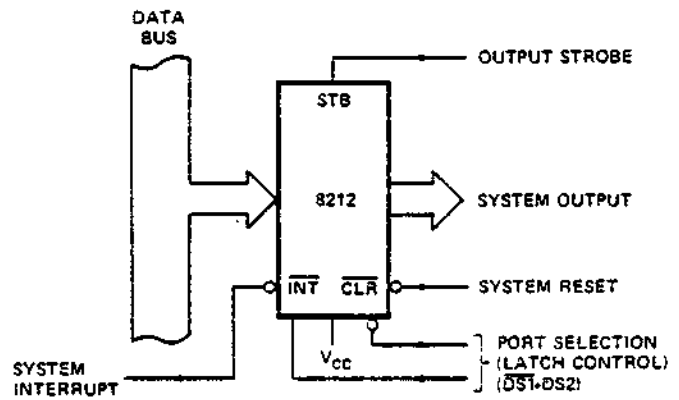 DATA
BUS
OUTPUT STROBE
STB
8212
SYSTEM OUTPUT
INT
CLR
SYSTEM RESET
VCC
PORT SELECTION
(LATCH CONTROL)
(DS1•DS2)
SYSTEM
INTERRUPT